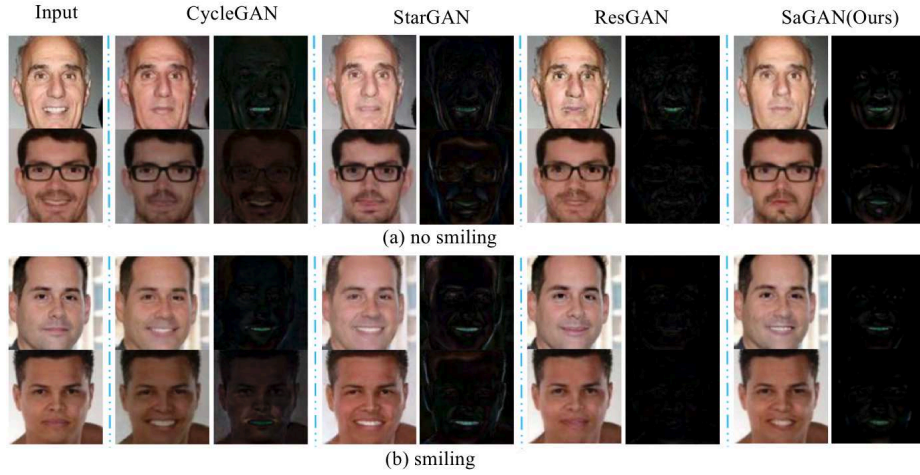 Input CycleGAN StarGAN ResGAN SaGAN(Ours)
(a) no smiling
(b) smiling